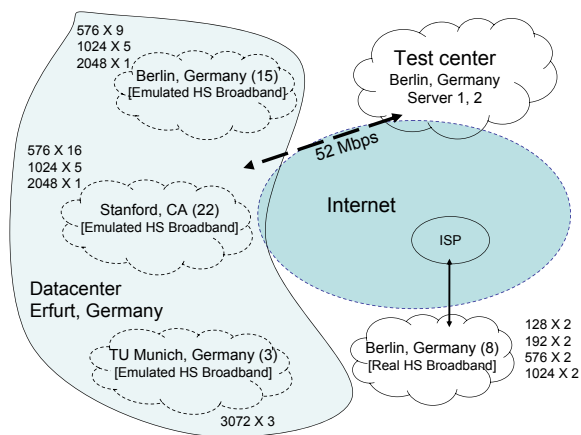 576 X 9
1024 X 5
2048 X 1
Berlin, Germany (15)
[Emulated HS Broadband]
Test center
Berlin, Germany
Server 1, 2
52 Mbps
576 X 16
1024 X 5
2048 X 1
Stanford, CA (22)
[Emulated HS Broadband]
Internet
ISP
Datacenter
Erfurt, Germany
TU Munich, Germany (3)
[Emulated HS Broadband]
3072 X 3
Berlin, Germany (8)
[Real HS Broadband]
128 X 2
192 X 2
576 X 2
1024 X 2